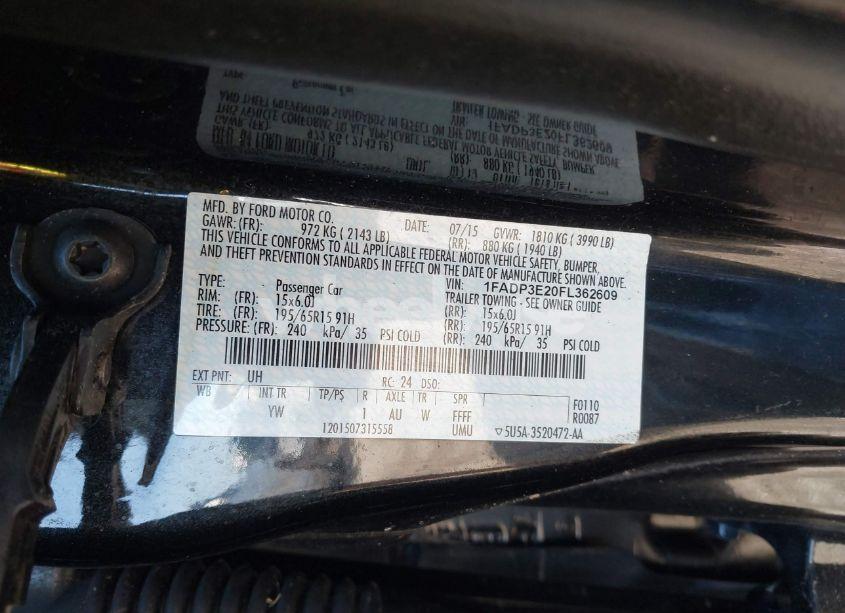 MFD. BY FORD MOTOR CO. DATE: 07/15 GVWR: 1810 KG ( 3990 LB)
GAWR: (FR): 972 KG ( 2143 LB) (RR): 880 KG ( 1940 LB)
THIS VEHICLE CONFORMS TO ALL APPLICABLE FEDERAL MOTOR VEHICLE SAFETY, BUMPER,
AND THEFT PREVENTION STANDARDS IN EFFECT ON THE DATE OF MANUFACTURE SHOWN ABOVE.
VIN: 1FADP3E20FL362609
TYPE: - Passenger Car TRAILER TOWING - SEE OWNER GUIDE
RIM: (FR): 15x6.0J (RR): 15x6.0J
TIRE: (FR): 195/65R15 91H (RR): 195/65R15 91H
PRESSURE: (FR): 240 kPa/ 35 PSI COLD (RR): 240 kPa/ 35 PSI COLD
EXT PNT: UH RC: 24 DSO:
WB INT TR TP/PS R AXLE TR SPR F0110
YW 1 AU W FFFF R0087
1201507315558 UMU ▽5U5A-3520472-AA